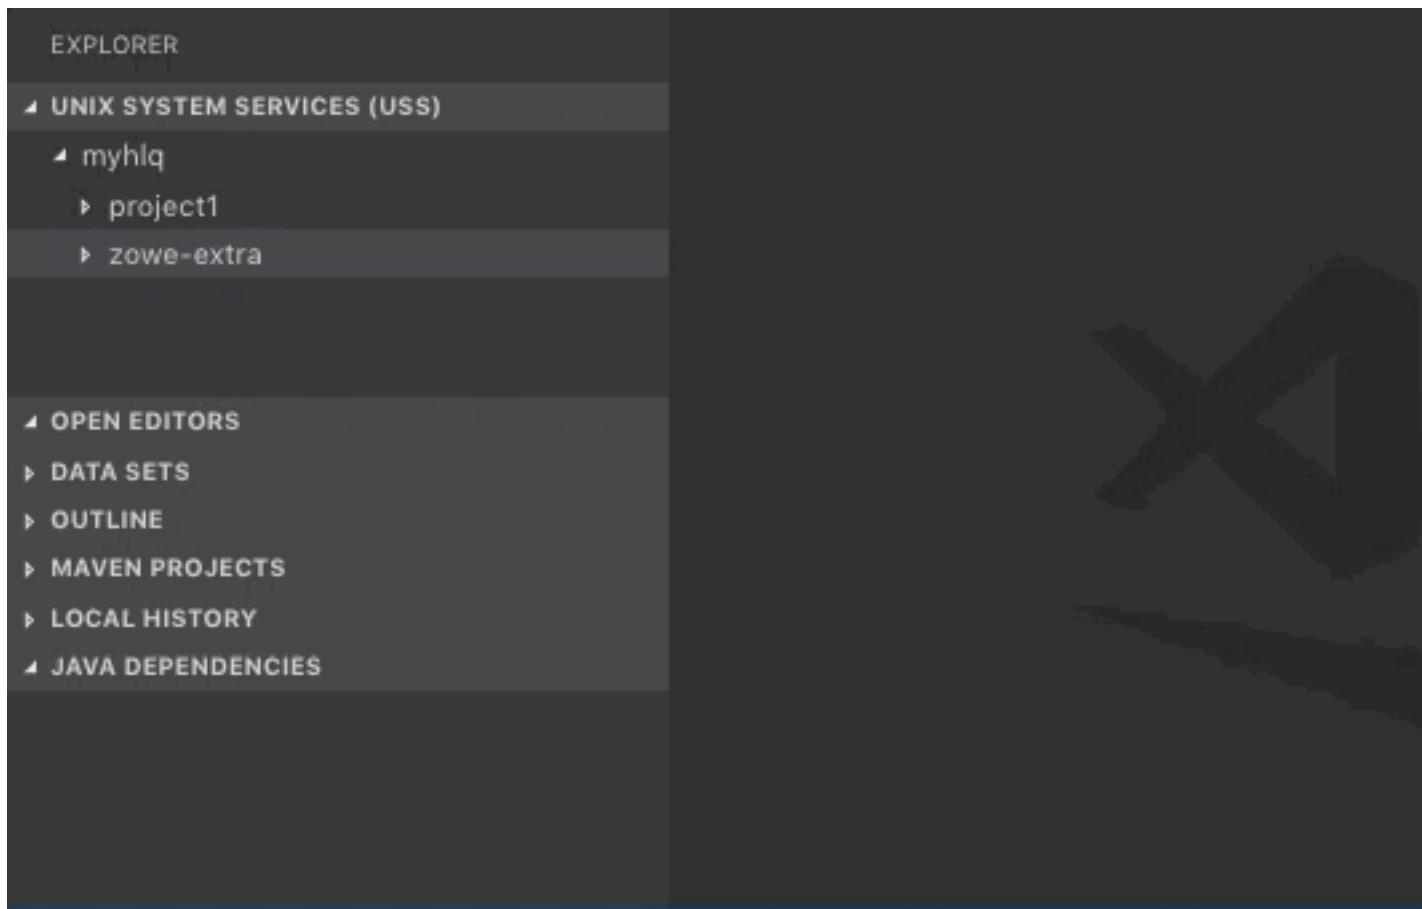 EXPLORER
UNIX SYSTEM SERVICES (USS)
myhlq
project1
zowe-extra
OPEN EDITORS
DATA SETS
OUTLINE
MAVEN PROJECTS
LOCAL HISTORY
JAVA DEPENDENCIES